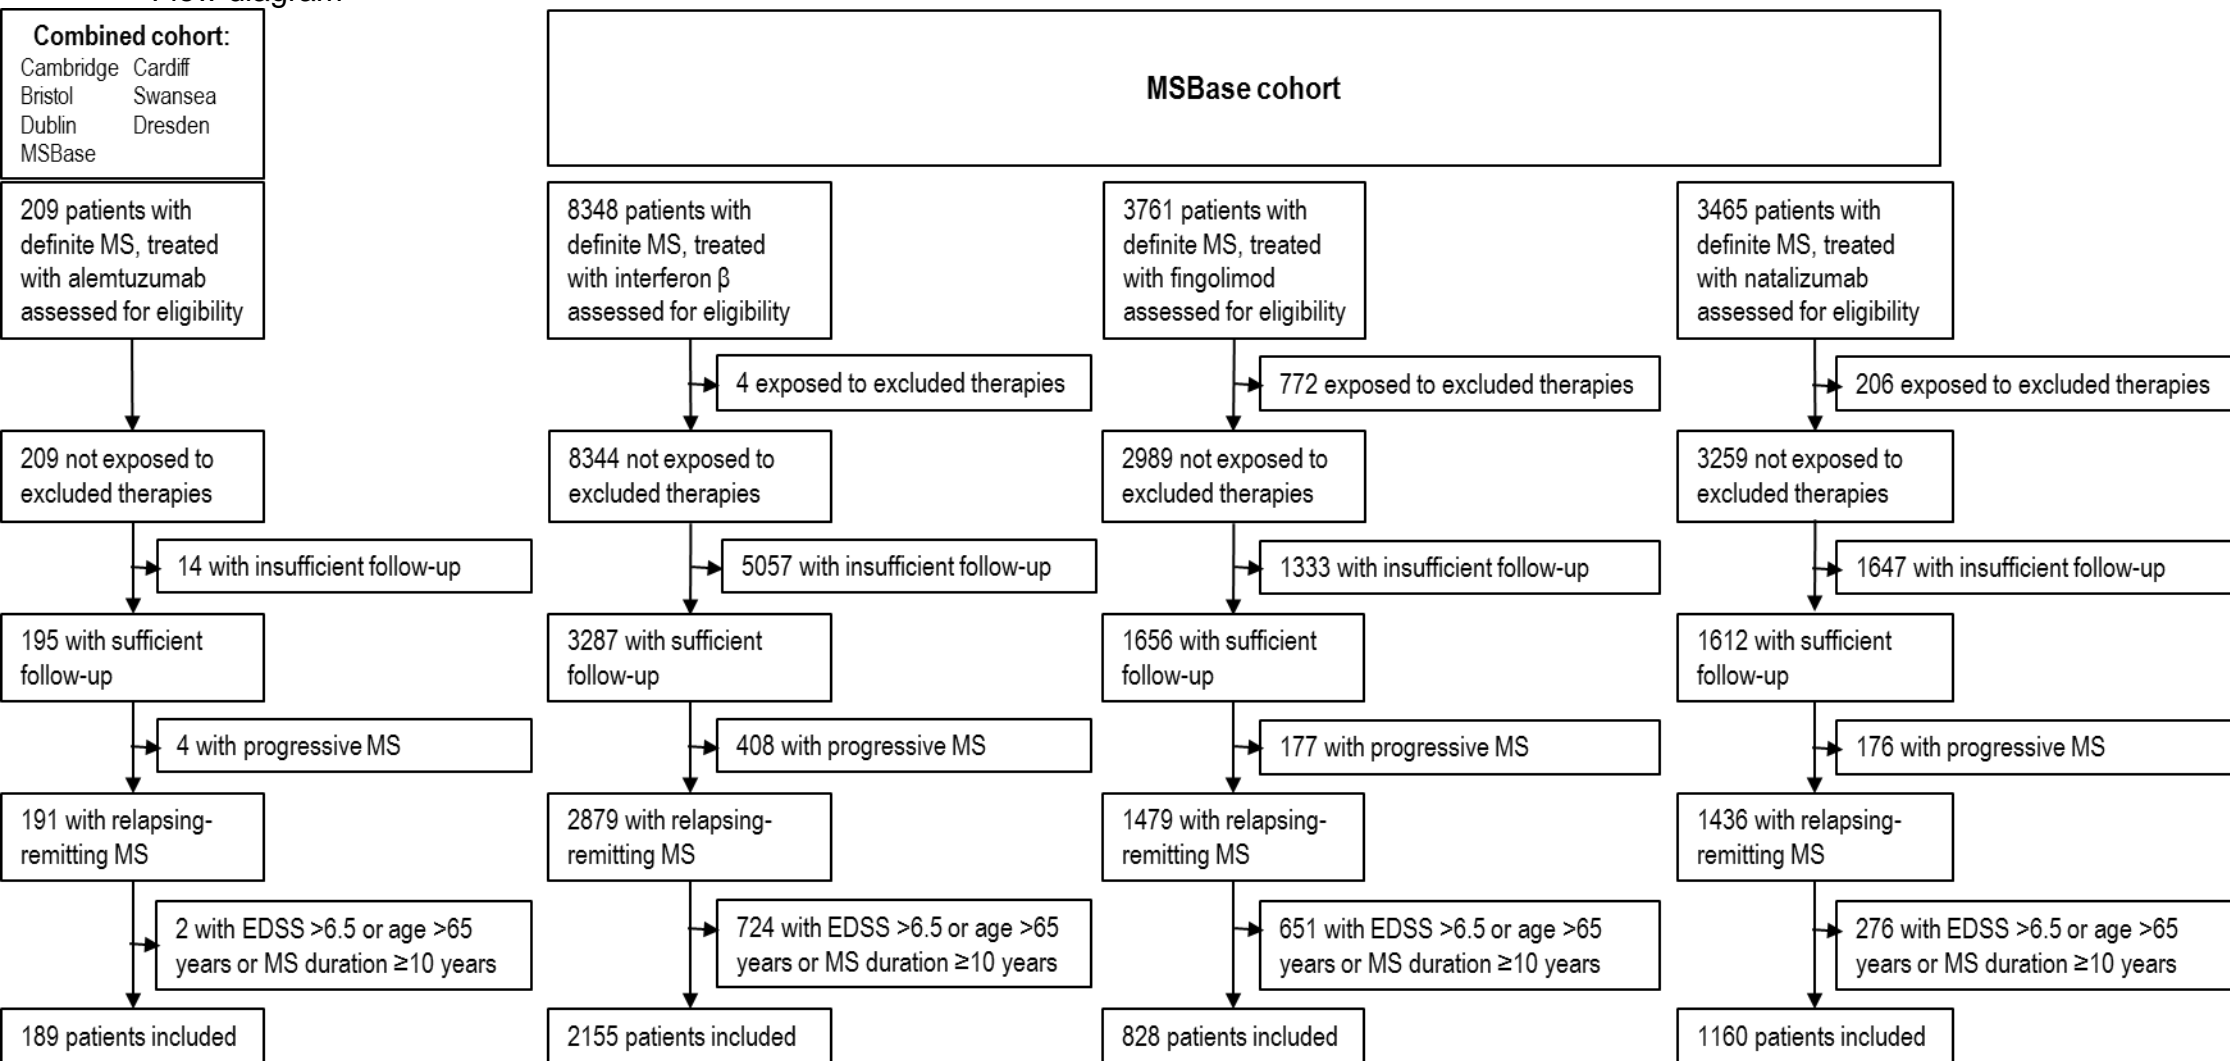 Flow diagram
Combined cohort:
Cambridge Cardiff
Bristol Swansea
Dublin Dresden
MSBase
MSBase cohort
209 patients with
definite MS, treated
with alemtuzumab
assessed for eligibility
8348 patients with
definite MS, treated
with interferon β
assessed for eligibility
3761 patients with
definite MS, treated
with fingolimod
assessed for eligibility
3465 patients with
definite MS, treated
with natalizumab
assessed for eligibility
4 exposed to excluded therapies
772 exposed to excluded therapies
206 exposed to excluded therapies
209 not exposed to
excluded therapies
8344 not exposed to
excluded therapies
2989 not exposed to
excluded therapies
3259 not exposed to
excluded therapies
14 with insufficient follow-up
5057 with insufficient follow-up
1333 with insufficient follow-up
1647 with insufficient follow-up
195 with sufficient
follow-up
3287 with sufficient
follow-up
1656 with sufficient
follow-up
1612 with sufficient
follow-up
4 with progressive MS
408 with progressive MS
177 with progressive MS
176 with progressive MS
191 with relapsing-
remitting MS
2879 with relapsing-
remitting MS
1479 with relapsing-
remitting MS
1436 with relapsing-
remitting MS
2 with EDSS >6.5 or age >65
years or MS duration ≥10 years
724 with EDSS >6.5 or age >65
years or MS duration ≥10 years
651 with EDSS >6.5 or age >65
years or MS duration ≥10 years
276 with EDSS >6.5 or age >65
years or MS duration ≥10 years
189 patients included
2155 patients included
828 patients included
1160 patients included